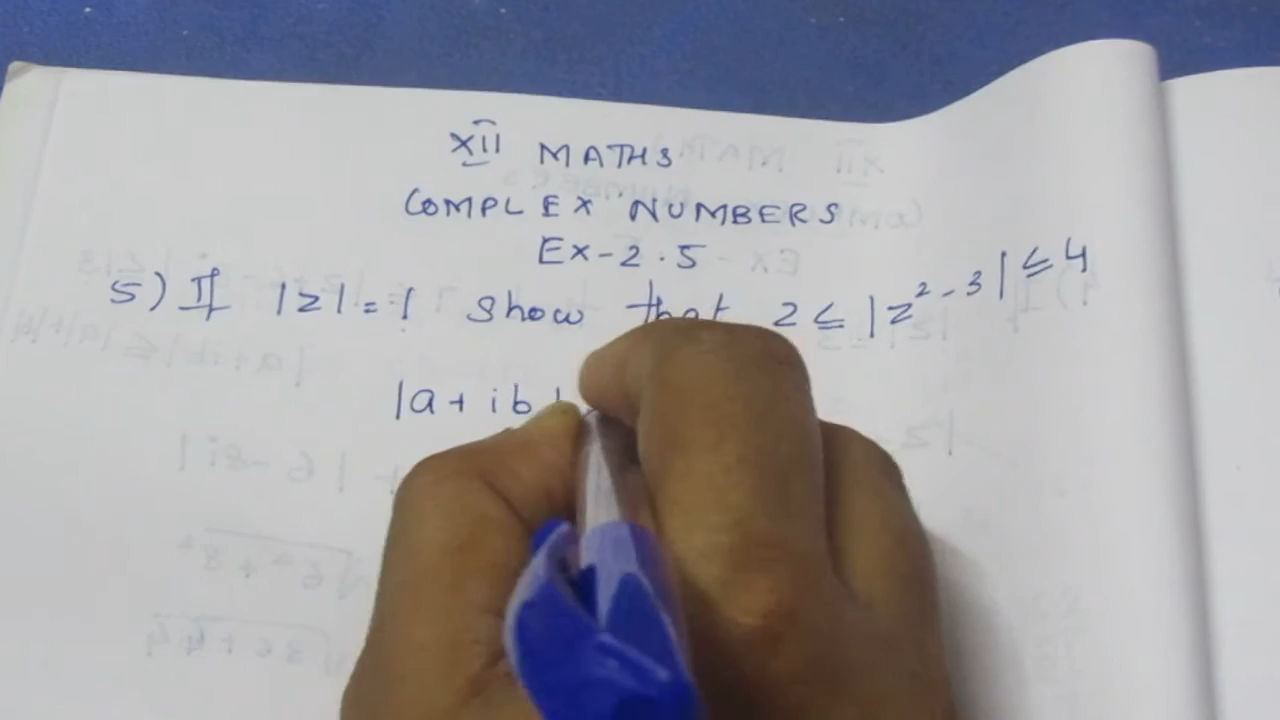 XII MATHS
COMPLEX NUMBERS
Ex-2.5
5) If |z|=1 show that 2 ≤ |z²⁻³| ≤ 4
|a+ib|